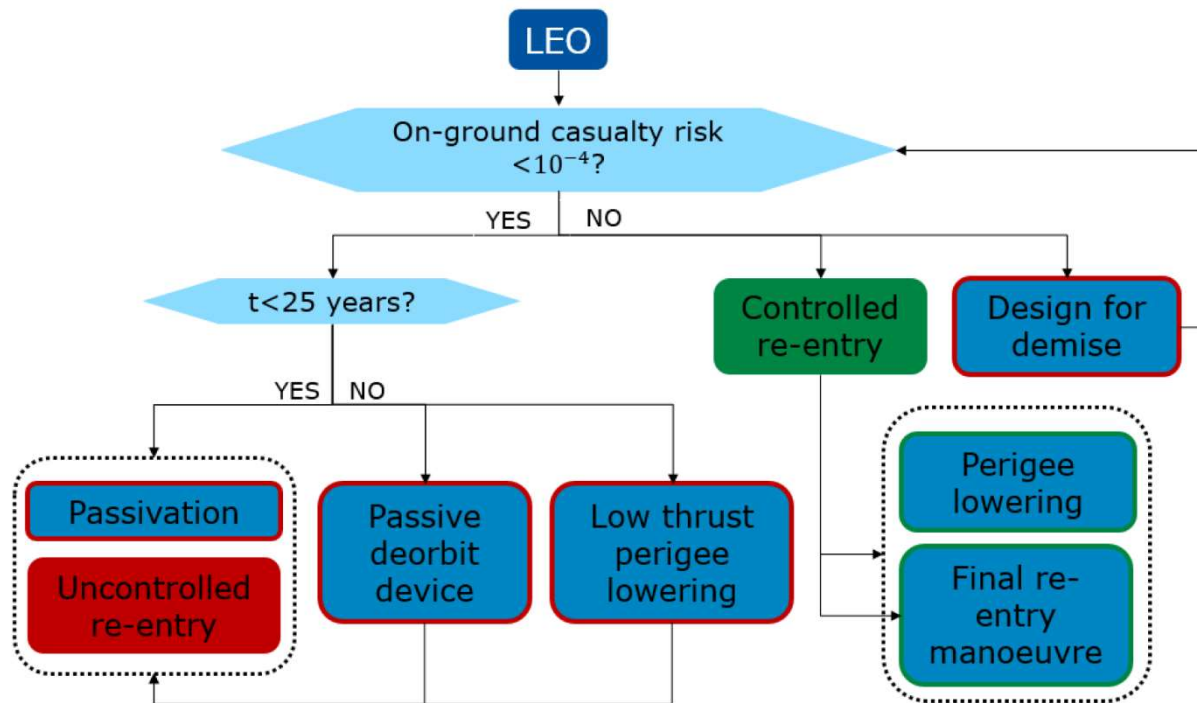 LEO
On-ground casualty risk
<10⁻⁴?
YES
NO
t<25 years?
Controlled
re-entry
Design for
demise
YES
NO
Passivation
Uncontrolled
re-entry
Passive
deorbit
device
Low thrust
perigee
lowering
Perigee
lowering
Final re-
entry
manoeuvre